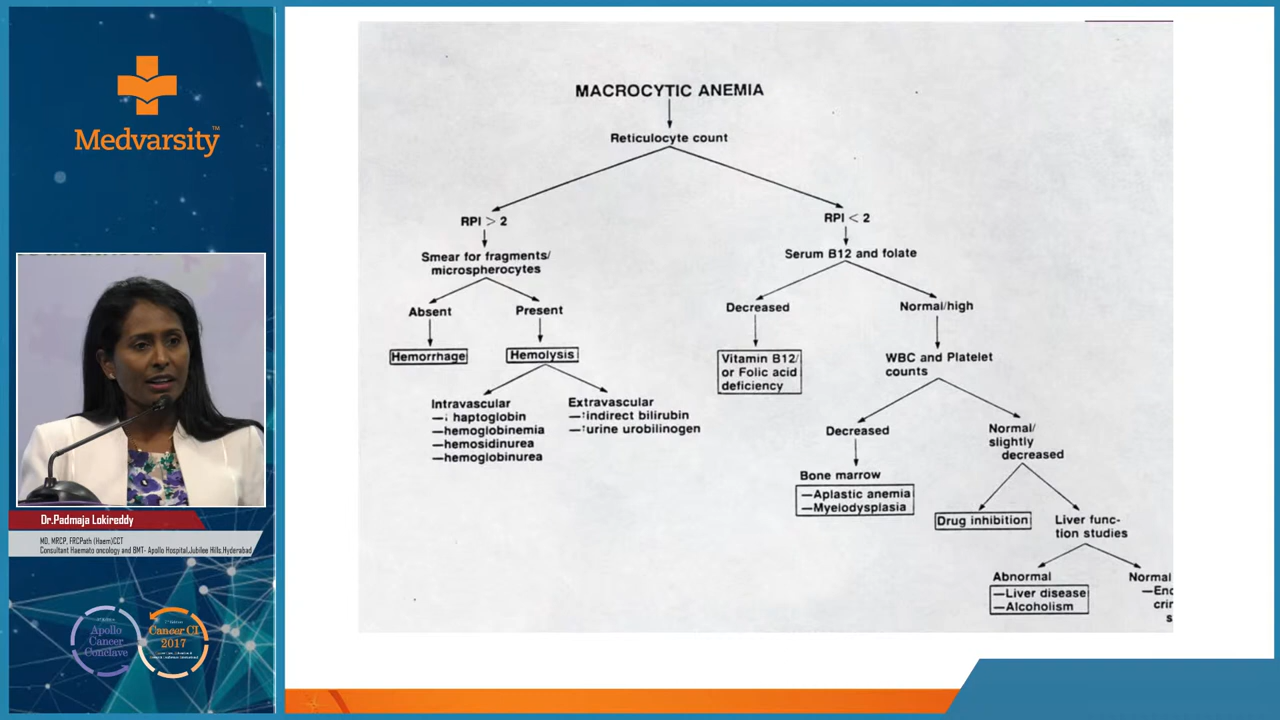 Medvarsity™
Dr.Padmaja Lokireddy
MD, MRCP, FRCPath (Haem)CCT
Consultant Haemato oncology and BMT- Apollo Hospital,Jubilee Hills,Hyderabad
Apollo
Cancer
Conclave
Cancer CI
2017
MACROCYTIC ANEMIA
Reticulocyte count
RPI > 2
RPI < 2
Smear for fragments/
microspherocytes
Serum B12 and folate
Absent
Present
Decreased
Normal/high
Hemorrhage
Hemolysis
Vitamin B12/
or Folic acid
deficiency
WBC and Platelet
counts
Intravascular
—↓ haptoglobin
—hemoglobinemia
—hemosidinurea
—hemoglobinurea
Extravascular
—↑indirect bilirubin
—↑urine urobilinogen
Decreased
Normal/
slightly
decreased
Bone marrow
—Aplastic anemia
—Myelodysplasia
Drug inhibition
Liver func-
tion studies
Abnormal
—Liver disease
—Alcoholism
Normal
—End
crin
s